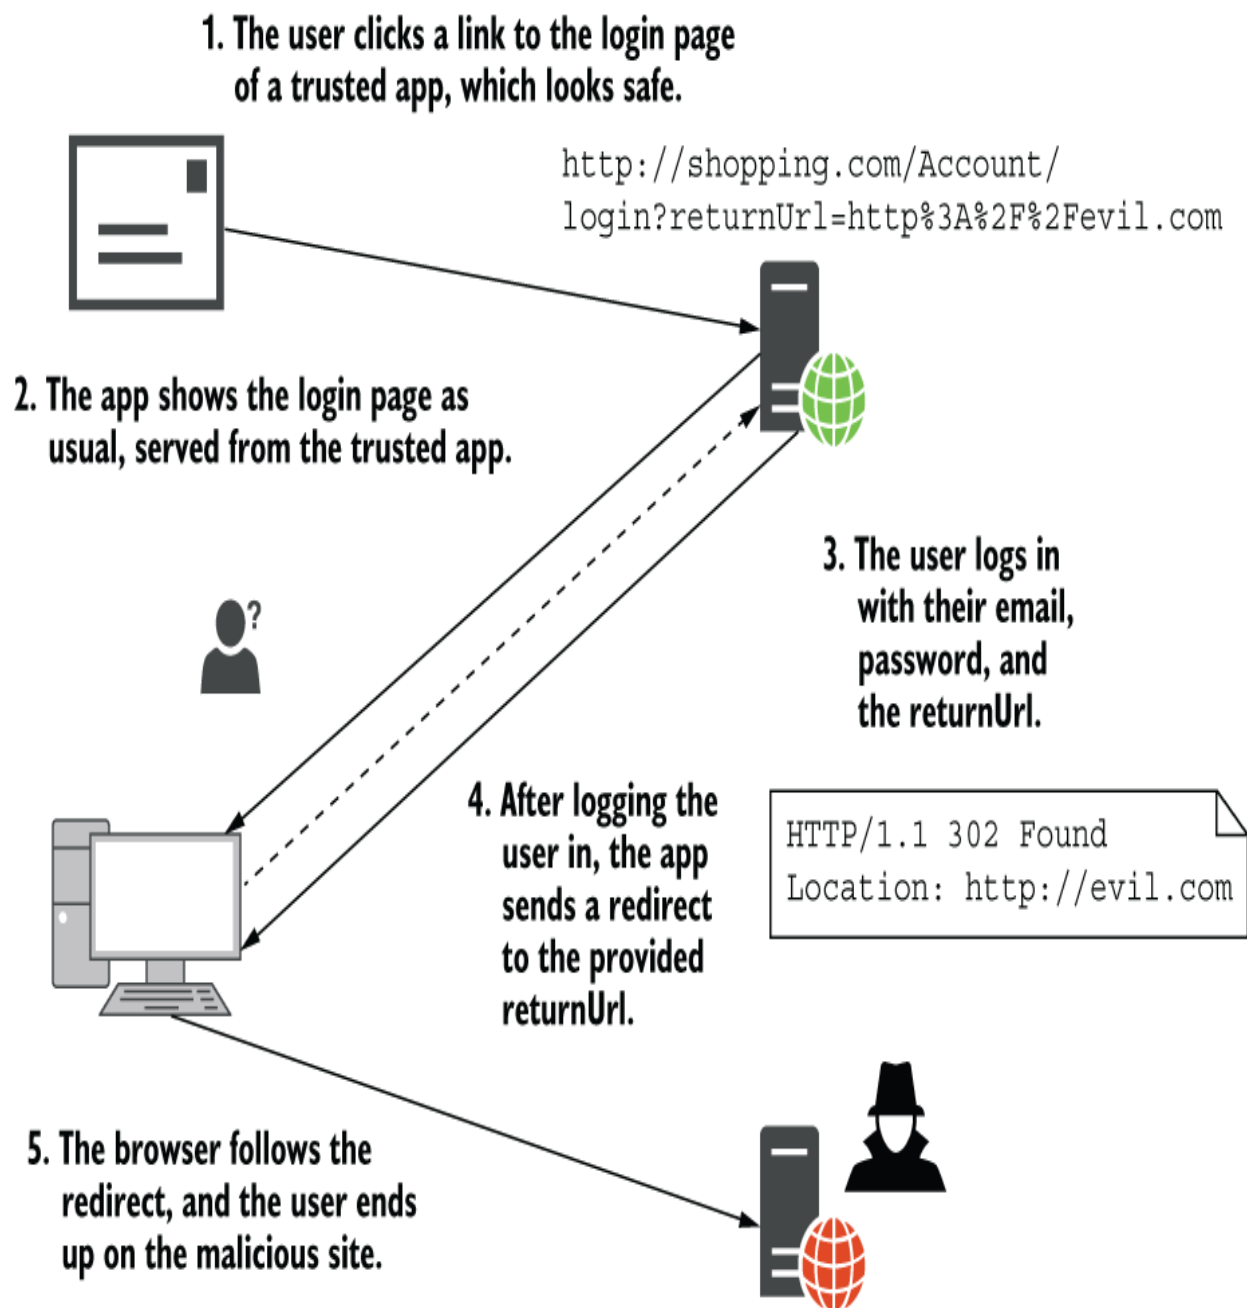 1. The user clicks a link to the login page
of a trusted app, which looks safe.
http://shopping.com/Account/
login?returnUrl=http%3A%2F%2Fevil.com
2. The app shows the login page as
usual, served from the trusted app.
?
3. The user logs in
with their email,
password, and
the returnUrl.
4. After logging the
user in, the app
sends a redirect
to the provided
returnUrl.
HTTP/1.1 302 Found
Location: http://evil.com
5. The browser follows the
redirect, and the user ends
up on the malicious site.